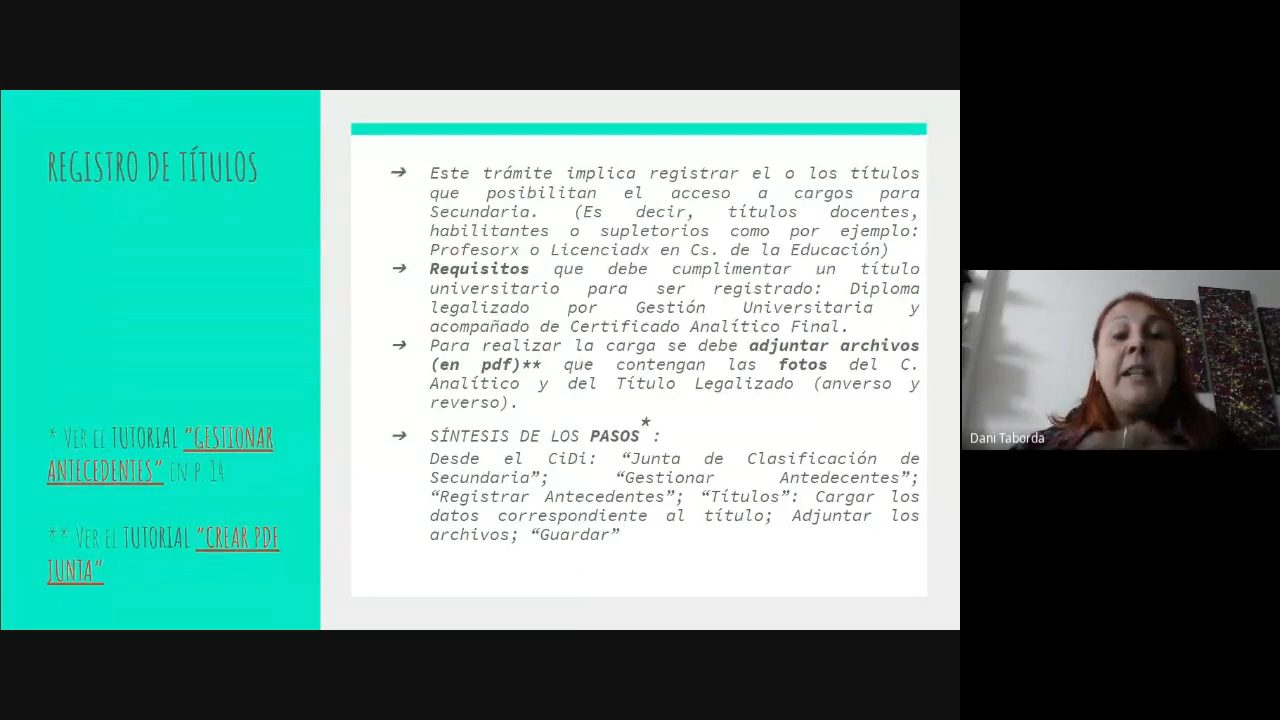 REGISTRO DE TÍTULOS
* VER EL TUTORIAL “GESTIONAR
ANTECEDENTES” EN P. 14
** VER EL TUTORIAL “CREAR PDF
JUNTA”
➔ Este trámite implica registrar el o los títulos
que posibilitan el acceso a cargos para
Secundaria. (Es decir, títulos docentes,
habilitantes o supletorios como por ejemplo:
Profesorx o Licenciadx en Cs. de la Educación)
➔ Requisitos que debe cumplimentar un título
universitario para ser registrado: Diploma
legalizado por Gestión Universitaria y
acompañado de Certificado Analítico Final.
➔ Para realizar la carga se debe adjuntar archivos
(en pdf)** que contengan las fotos del C.
Analítico y del Título Legalizado (anverso y
reverso).
➔ SÍNTESIS DE LOS PASOS*:
Desde el CiDi: “Junta de Clasificación de
Secundaria”; “Gestionar Antedecentes”;
“Registrar Antecedentes”; “Títulos”: Cargar los
datos correspondiente al título; Adjuntar los
archivos; “Guardar”
Dani Taborda